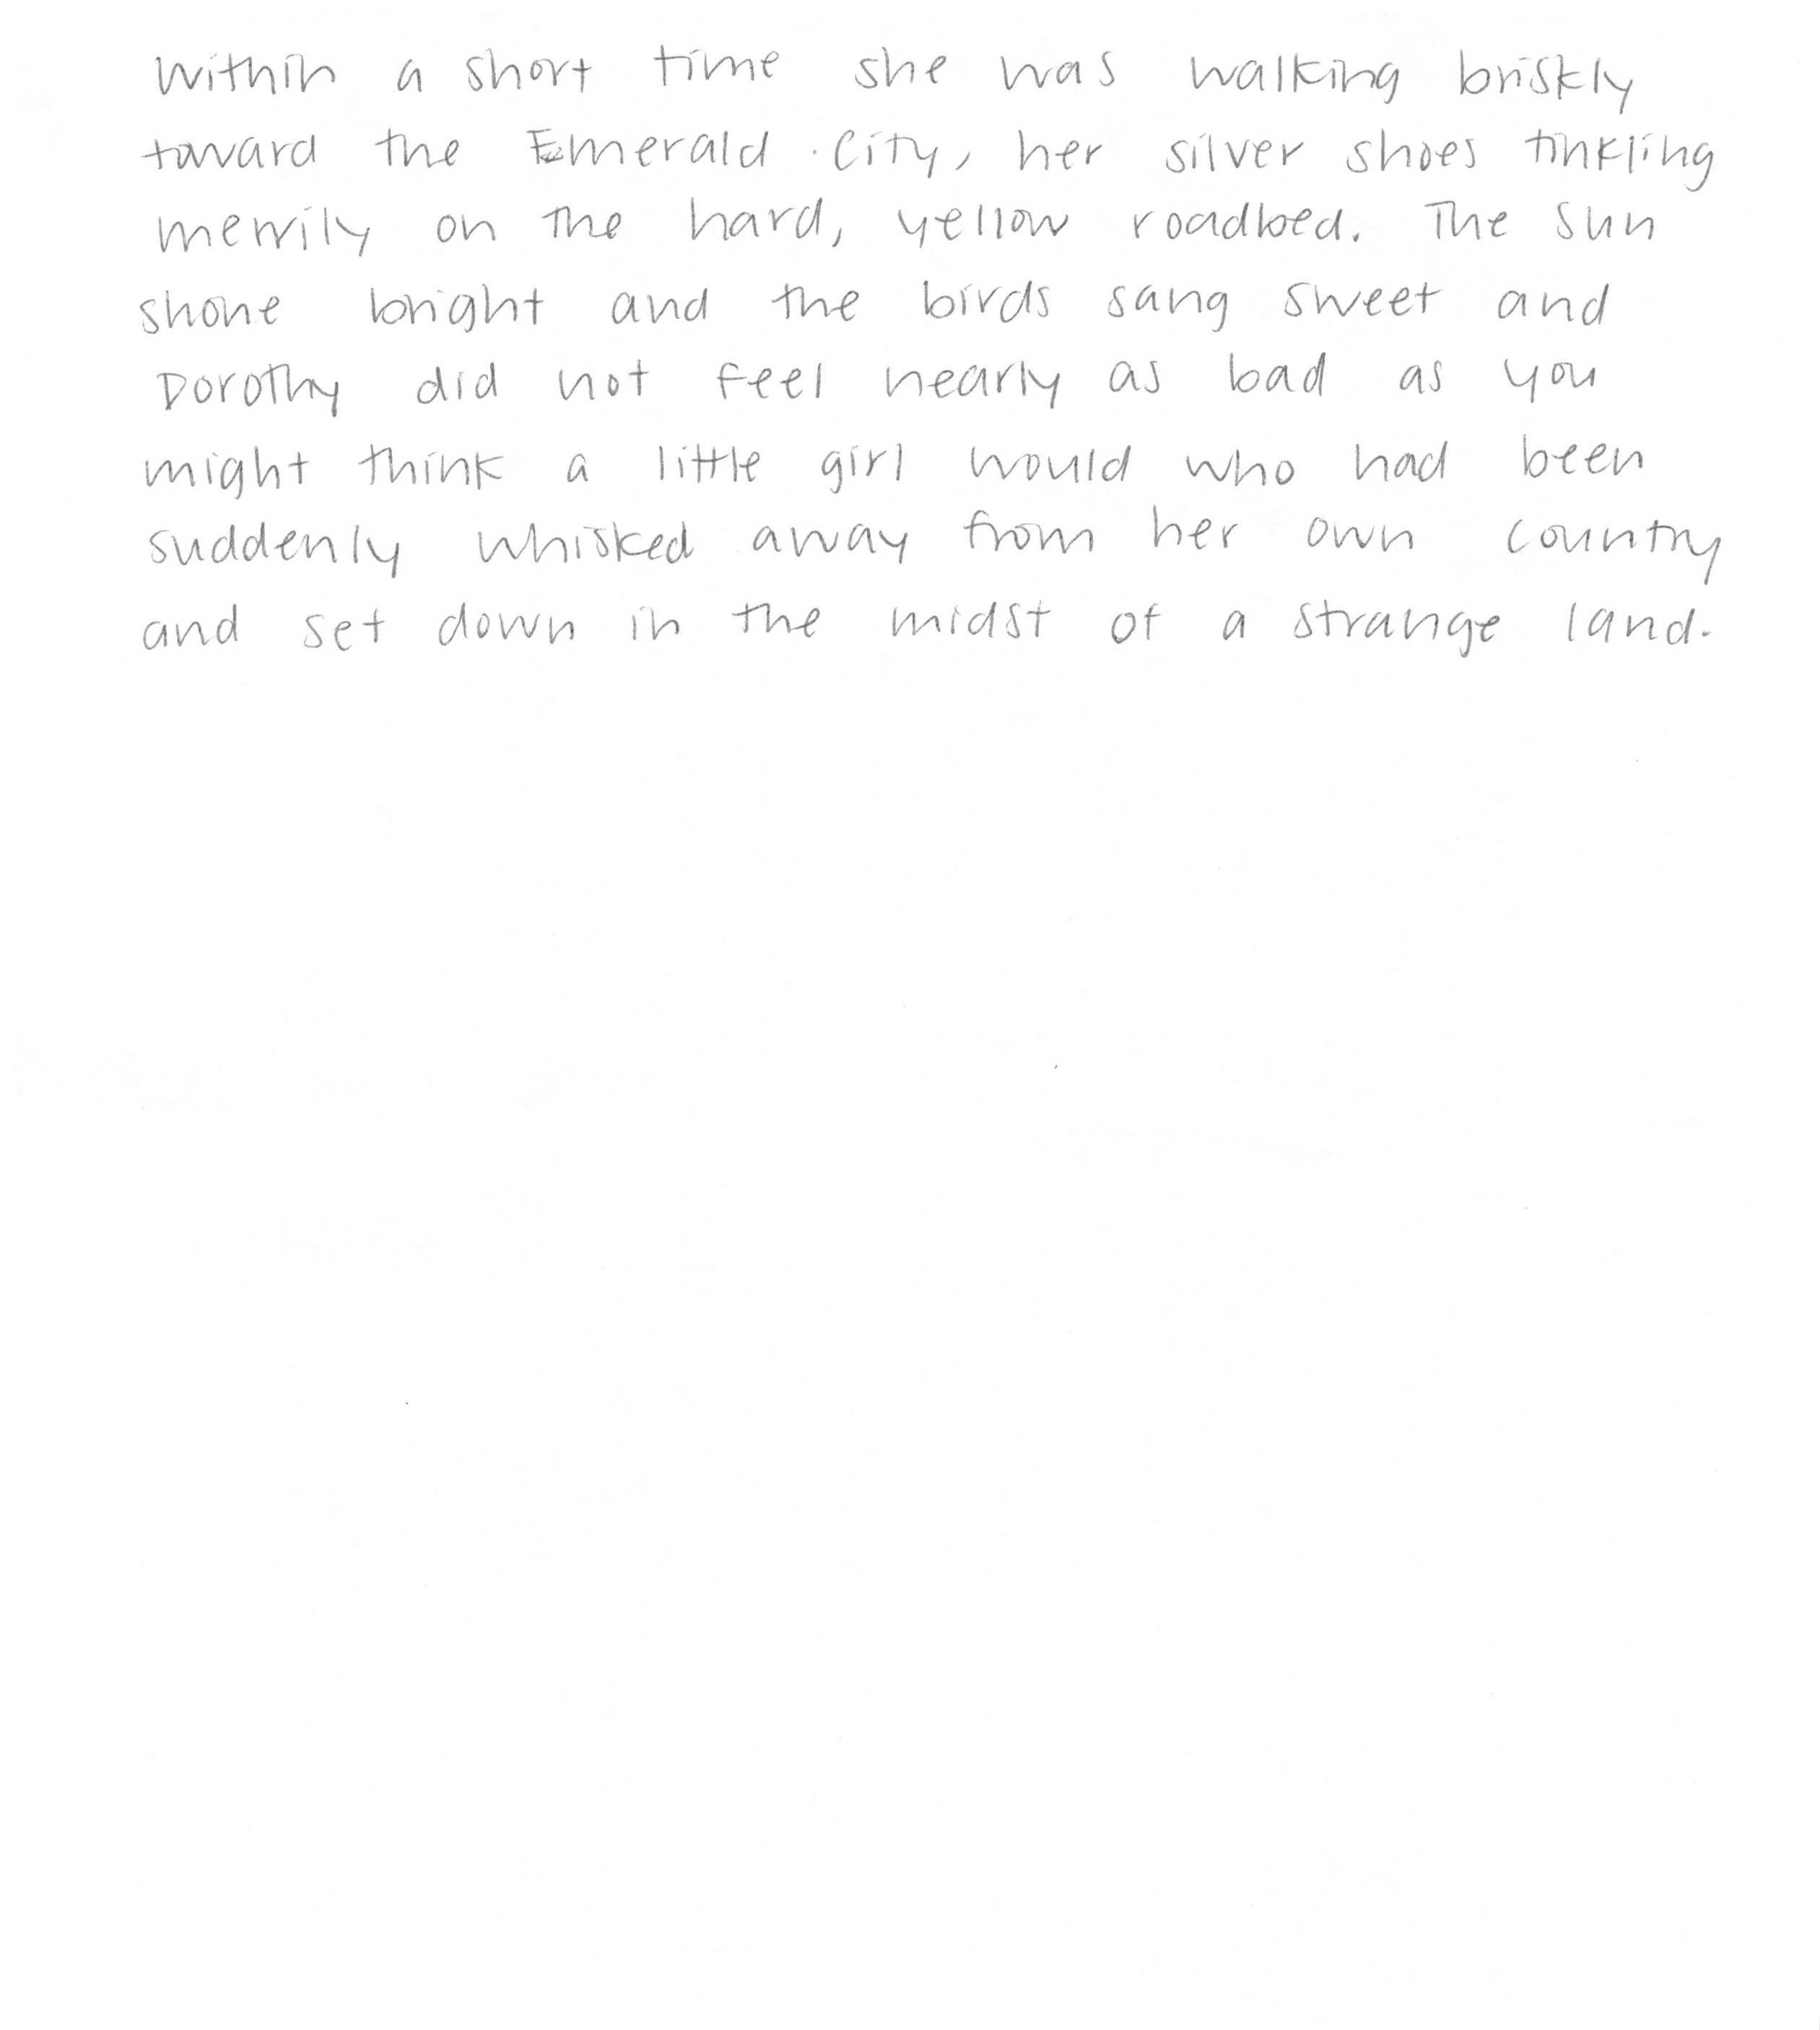 Within a short time she was walking briskly
toward the Emerald City, her silver shoes tinkling
merrily on the hard, yellow roadbed. The sun
shone bright and the birds sang sweet and
Dorothy did not feel nearly as bad as you
might think a little girl would who had been
suddenly whisked away from her own country
and set down in the midst of a strange land.